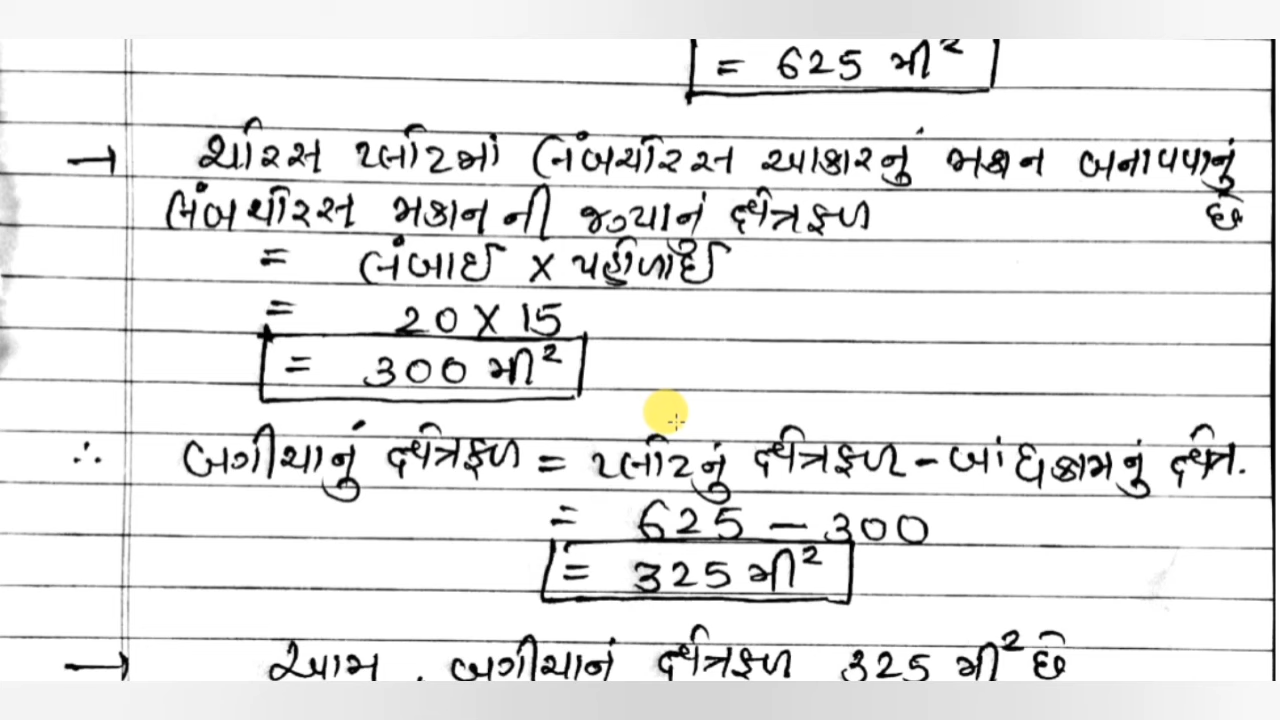 = 625 મી²
→ ચોરસ પ્લોટમાં લંબચોરસ આકારનું મકાન બનાવવાનું છે
લંબચોરસ મકાન ની જગ્યાનું ક્ષેત્રફળ
= લંબાઈ × પહોળાઈ
= 20 × 15
= 300 મી²
∴ બગીચાનું ક્ષેત્રફળ = પ્લોટનું ક્ષેત્રફળ - બાંધકામનું ક્ષેત્ર.
= 625 - 300
= 325 મી²
→ આમ, બગીચાનું ક્ષેત્રફળ 325 મી² છે